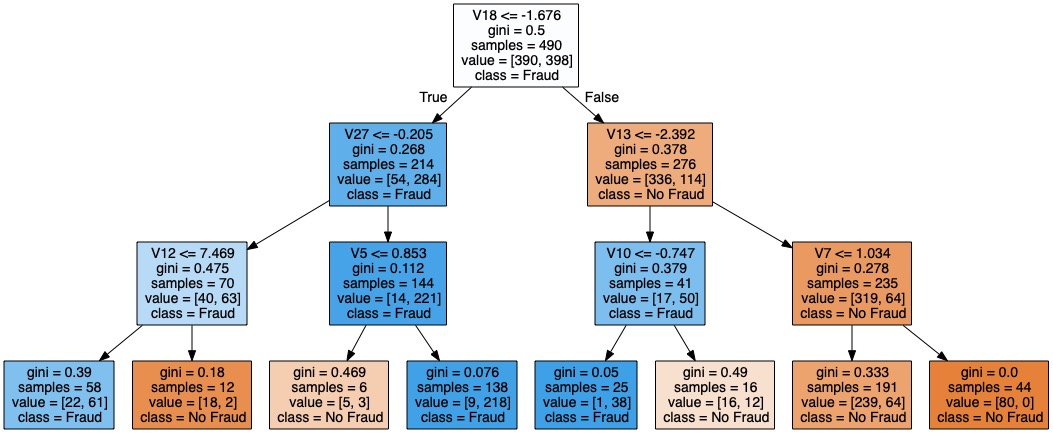 V18 <= -1.676
gini = 0.5
samples = 490
value = [390, 398]
class = Fraud
True
False
V27 <= -0.205
gini = 0.268
samples = 214
value = [54, 284]
class = Fraud
V13 <= -2.392
gini = 0.378
samples = 276
value = [336, 114]
class = No Fraud
V12 <= 7.469
gini = 0.475
samples = 70
value = [40, 63]
class = Fraud
V5 <= 0.853
gini = 0.112
samples = 144
value = [14, 221]
class = Fraud
V10 <= -0.747
gini = 0.379
samples = 41
value = [17, 50]
class = Fraud
V7 <= 1.034
gini = 0.278
samples = 235
value = [319, 64]
class = No Fraud
gini = 0.39
samples = 58
value = [22, 61]
class = Fraud
gini = 0.18
samples = 12
value = [18, 2]
class = No Fraud
gini = 0.469
samples = 6
value = [5, 3]
class = No Fraud
gini = 0.076
samples = 138
value = [9, 218]
class = Fraud
gini = 0.05
samples = 25
value = [1, 38]
class = Fraud
gini = 0.49
samples = 16
value = [16, 12]
class = No Fraud
gini = 0.333
samples = 191
value = [239, 64]
class = No Fraud
gini = 0.0
samples = 44
value = [80, 0]
class = No Fraud